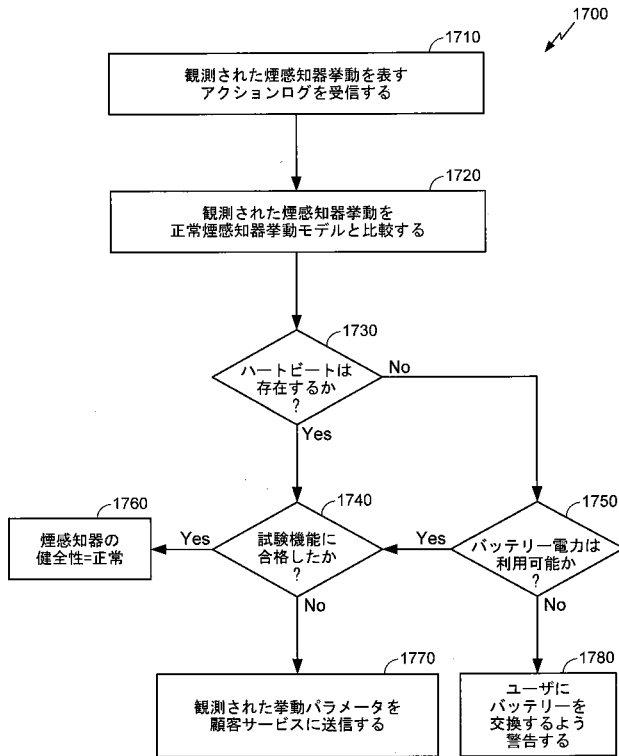 1700
1710
観測された煙感知器挙動を表す
アクションログを受信する
1720
観測された煙感知器挙動を
正常煙感知器挙動モデルと比較する
1730
ハートビートは
存在するか
?
No
Yes
1740
試験機能に
合格したか
?
Yes
No
1750
バッテリー電力は
利用可能か
?
Yes
No
1760
煙感知器の
健全性=正常
1770
観測された挙動パラメータを
顧客サービスに送信する
1780
ユーザに
バッテリーを
交換するよう
警告する